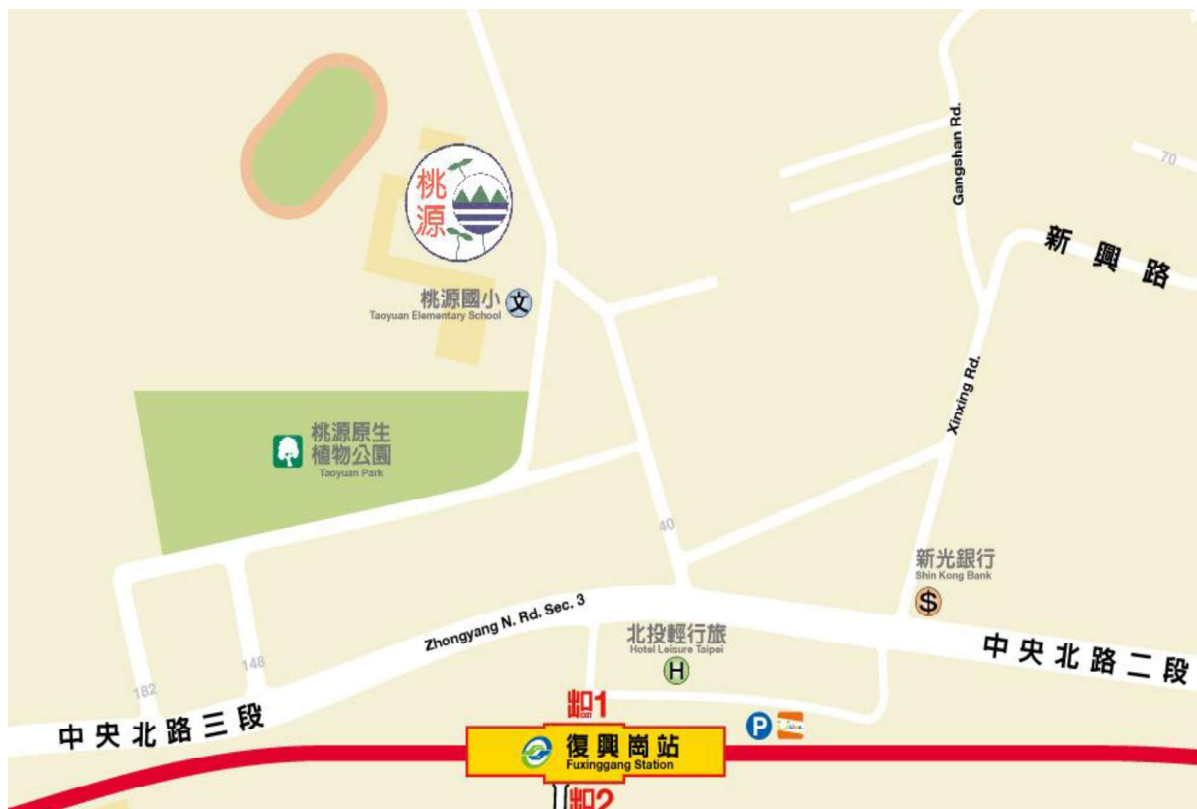 Gangshan Rd.
70
桃
源
新興路
桃源國小
Taoyuan Elementary School
文
Xinxing Rd.
桃源原生
植物公園
Taoyuan Park
40
新光銀行
Shin Kong Bank
$
Zhongyang N. Rd. Sec. 3
北投輕行旅
Hotel Leisure Taipei
H
中央北路二段
148
182
中央北路三段
出口1
EXIT
P
復興崗站
Fuxinggang Station
出口2